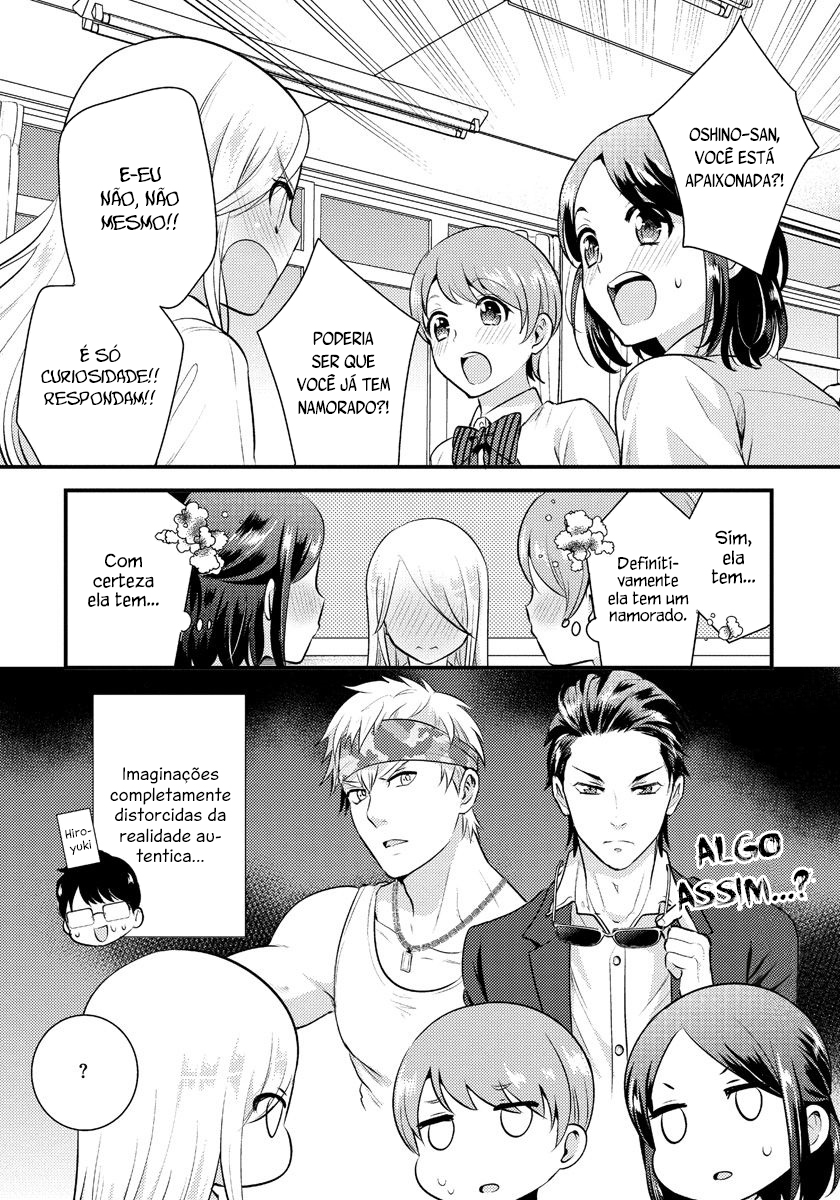 OSHINO-SAN,
VOCÊ ESTÁ
APAIXONADA?!
PODERIA
SER QUE
VOCÊ JÁ TEM
NAMORADO?!
E-EU
NÃO, NÃO
MESMO!!
É SÓ
CURIOSIDADE!!
RESPONDAM!!
Sim,
ela
tem...
Definiti-
vamente
ela tem um
namorado.
Com
certeza
ela tem...
Imaginações
completamente
distorcidas da
realidade au-
tentica...
Hiro-
yuki
ALGO
ASSIM...?
?